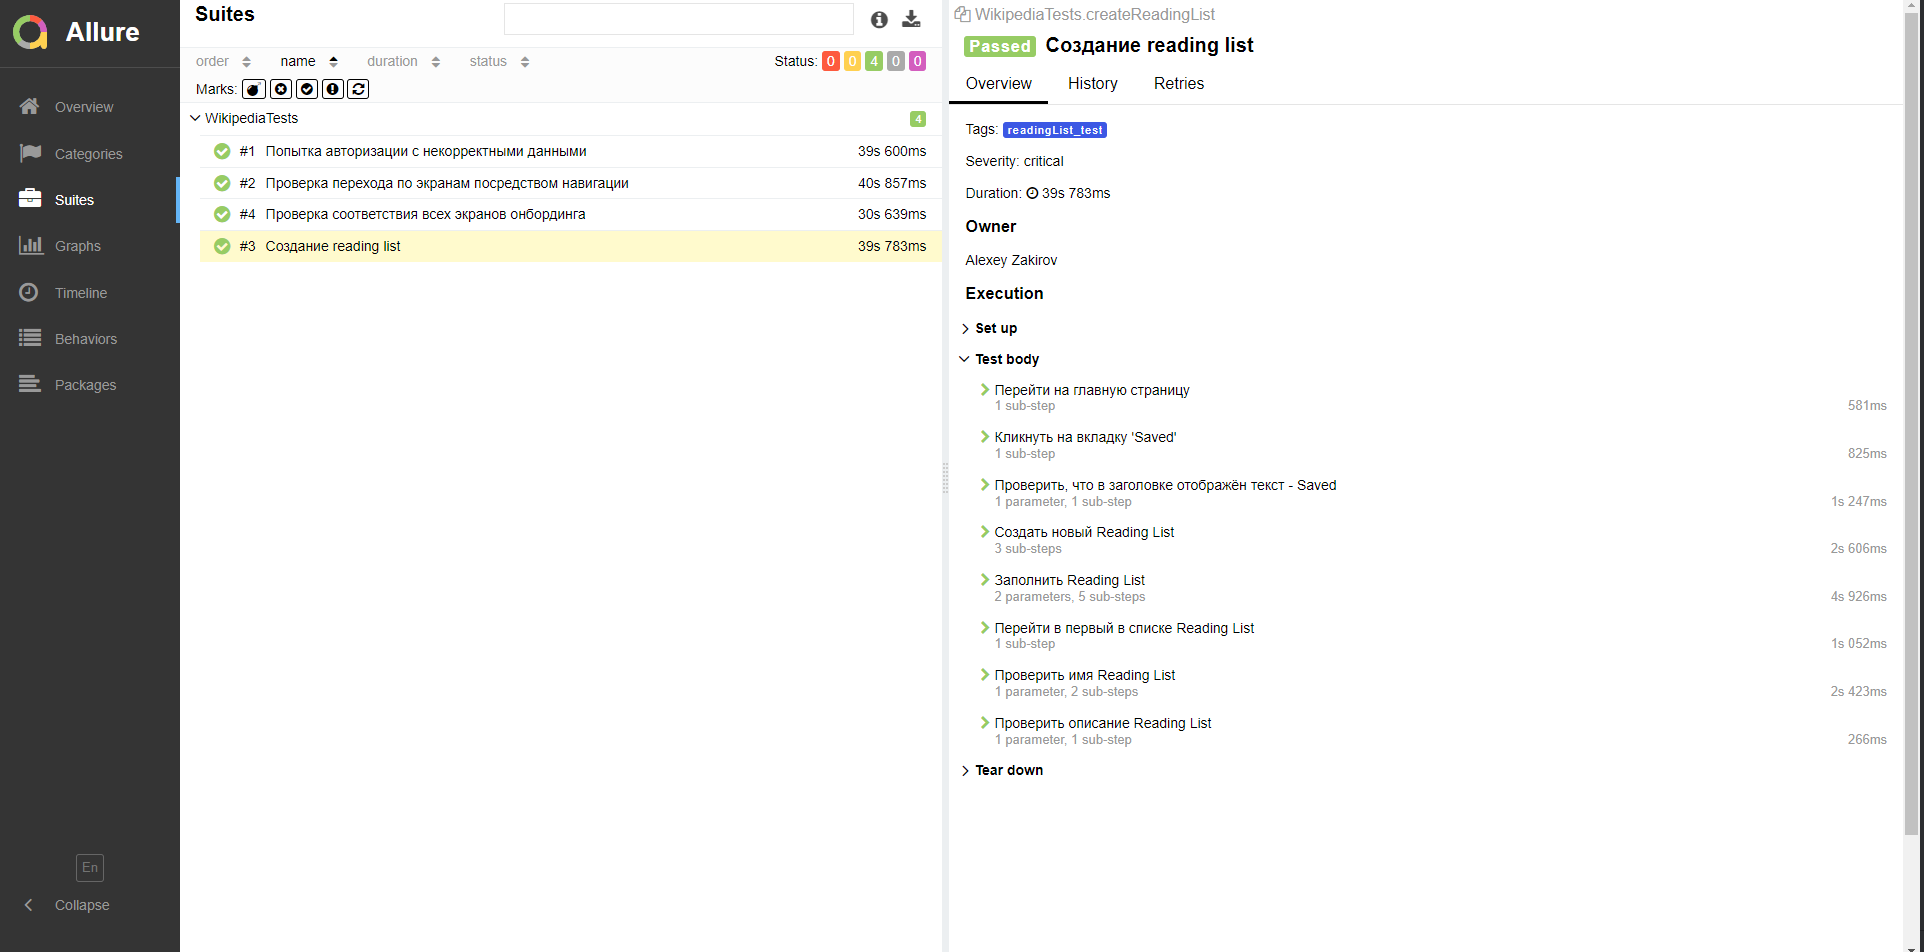 Allure
Overview
Categories
Suites
Graphs
Timeline
Behaviors
Packages
En
Collapse
Suites
order name duration status Status: 0 0 4 0 0
Marks:
WikipediaTests 4
#1 Попытка авторизации с некорректными данными 39s 600ms
#2 Проверка перехода по экранам посредством навигации 40s 857ms
#4 Проверка соответствия всех экранов онбординга 30s 639ms
#3 Создание reading list 39s 783ms
WikipediaTests.createReadingList
Passed Создание reading list
Overview History Retries
Tags: readingList_test
Severity: critical
Duration: 39s 783ms
Owner
Alexey Zakirov
Execution
Set up
Test body
Перейти на главную страницу
1 sub-step 581ms
Кликнуть на вкладку 'Saved'
1 sub-step 825ms
Проверить, что в заголовке отображён текст - Saved
1 parameter, 1 sub-step 1s 247ms
Создать новый Reading List
3 sub-steps 2s 606ms
Заполнить Reading List
2 parameters, 5 sub-steps 4s 926ms
Перейти в первый в списке Reading List
1 sub-step 1s 052ms
Проверить имя Reading List
1 parameter, 2 sub-steps 2s 423ms
Проверить описание Reading List
1 parameter, 1 sub-step 266ms
Tear down